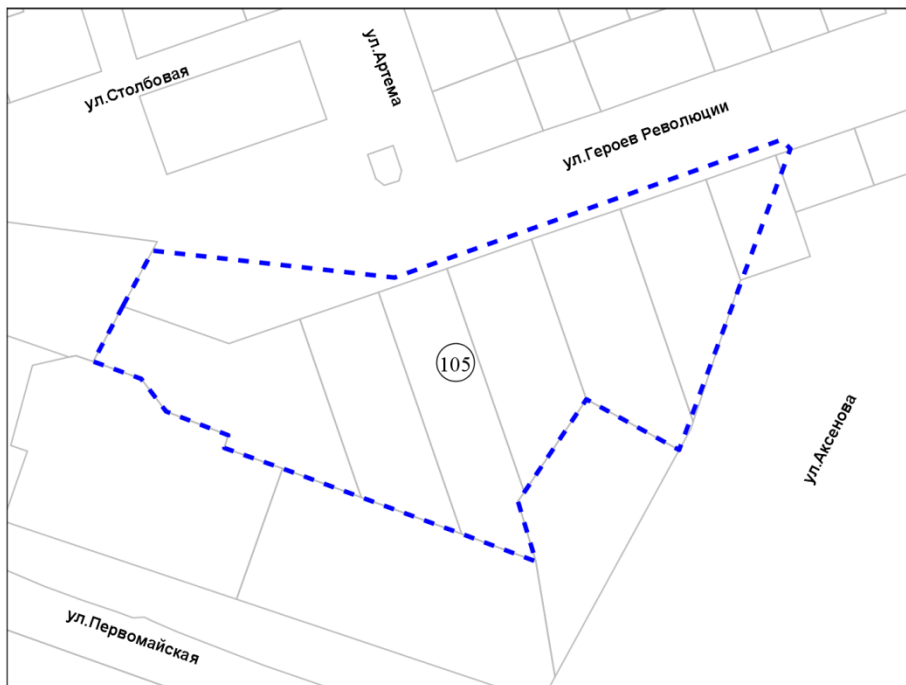 ул.Столбовая
ул.Артема
ул.Героев Революции
105
ул.Аксенова
ул.Первомайская